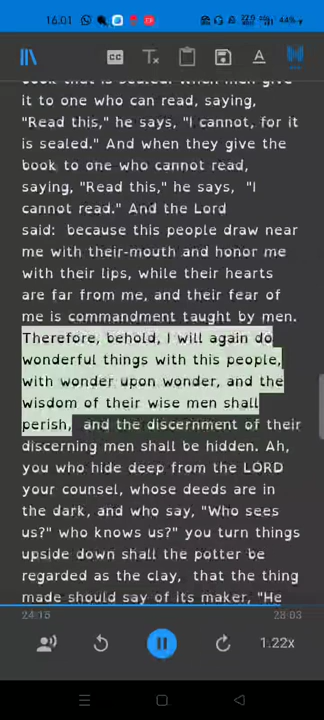 16.01
44%
CC
Tx
A
book that is sealed. When men give
it to one who can read, saying,
"Read this," he says, "I cannot, for it
is sealed." And when they give the
book to one who cannot read,
saying, "Read this," he says, "I
cannot read." And the Lord
said: because this people draw near
me with their-mouth and honor me
with their lips, while their hearts
are far from me, and their fear of
me is commandment taught by men.
Therefore, behold, I will again do
wonderful things with this people,
with wonder upon wonder, and the
wisdom of their wise men shall
perish, and the discernment of their
discerning men shall be hidden. Ah,
you who hide deep from the LORD
your counsel, whose deeds are in
the dark, and who say, "Who sees
us?" who knows us?" you turn things
upside down shall the potter be
regarded as the clay, that the thing
made should say of its maker, "He
24:15
28:03
1.22x